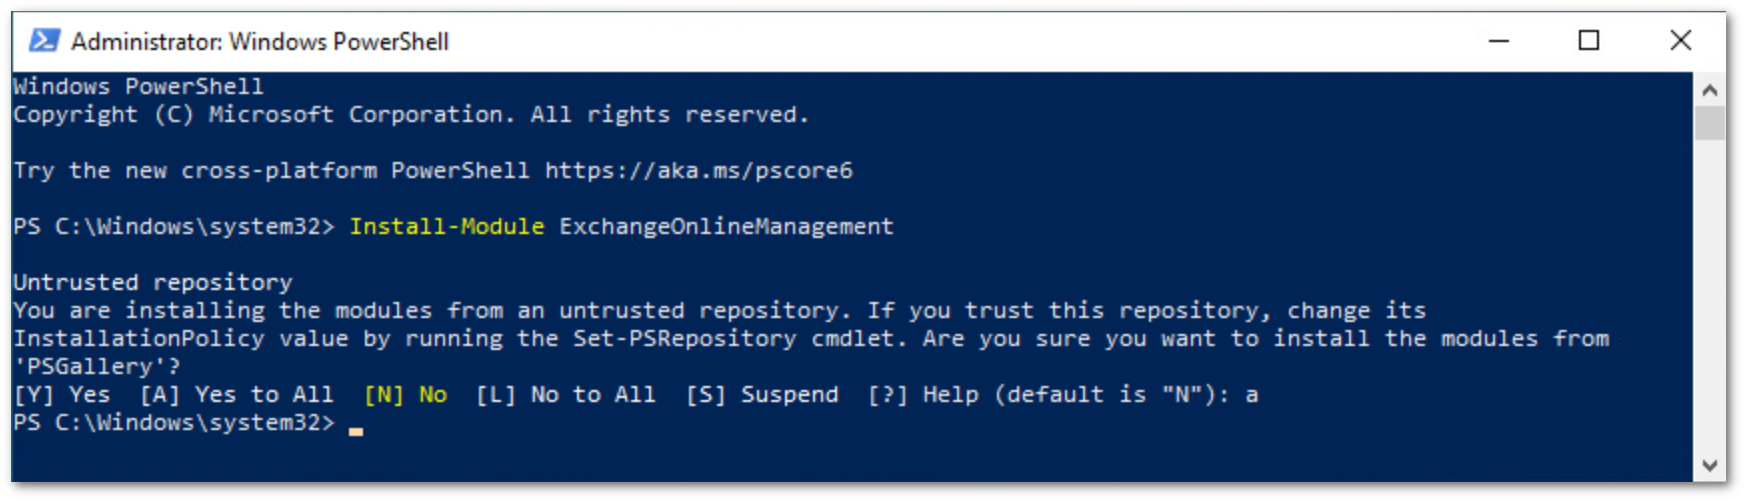 Administrator: Windows PowerShell
Windows PowerShell
Copyright (C) Microsoft Corporation. All rights reserved.
Try the new cross-platform PowerShell https://aka.ms/pscore6
PS C:\Windows\system32> Install-Module ExchangeOnlineManagement
Untrusted repository
You are installing the modules from an untrusted repository. If you trust this repository, change its
InstallationPolicy value by running the Set-PSRepository cmdlet. Are you sure you want to install the modules from
'PSGallery'?
[Y] Yes  [A] Yes to All  [N] No  [L] No to All  [S] Suspend  [?] Help (default is "N"): a
PS C:\Windows\system32>